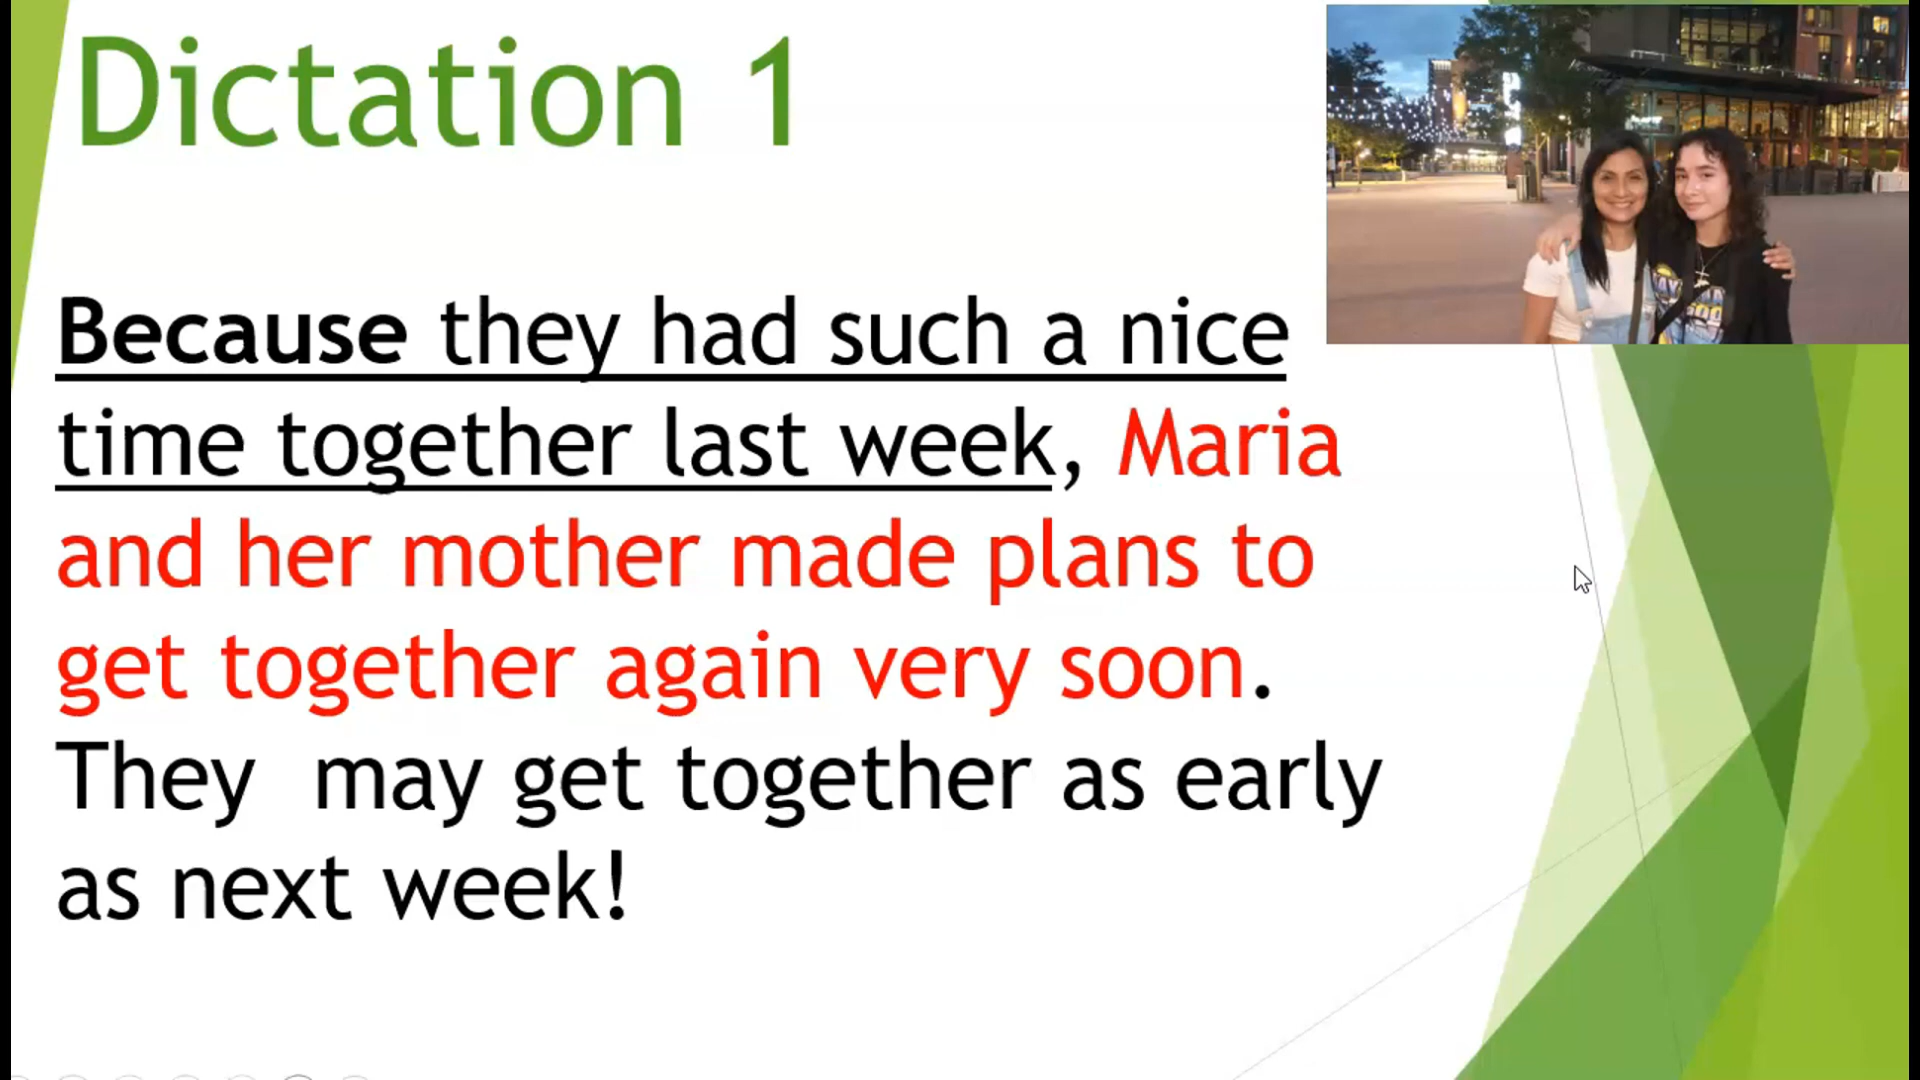 Dictation 1
Because they had such a nice
time together last week, Maria
and her mother made plans to
get together again very soon.
They  may get together as early
as next week!